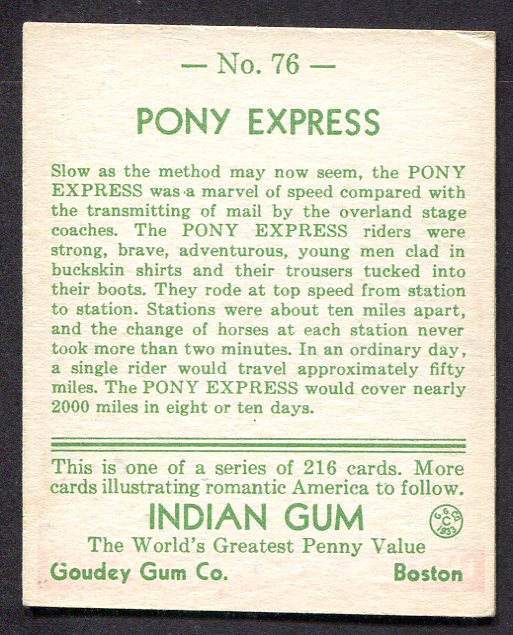 — No. 76 —
PONY EXPRESS
Slow as the method may now seem, the PONY
EXPRESS was a marvel of speed compared with
the transmitting of mail by the overland stage
coaches. The PONY EXPRESS riders were
strong, brave, adventurous, young men clad in
buckskin shirts and their trousers tucked into
their boots. They rode at top speed from station
to station. Stations were about ten miles apart,
and the change of horses at each station never
took more than two minutes. In an ordinary day,
a single rider would travel approximately fifty
miles. The PONY EXPRESS would cover nearly
2000 miles in eight or ten days.
This is one of a series of 216 cards. More
cards illustrating romantic America to follow.
INDIAN GUM
G. G. CO.
C
1933
The World's Greatest Penny Value
Goudey Gum Co. Boston